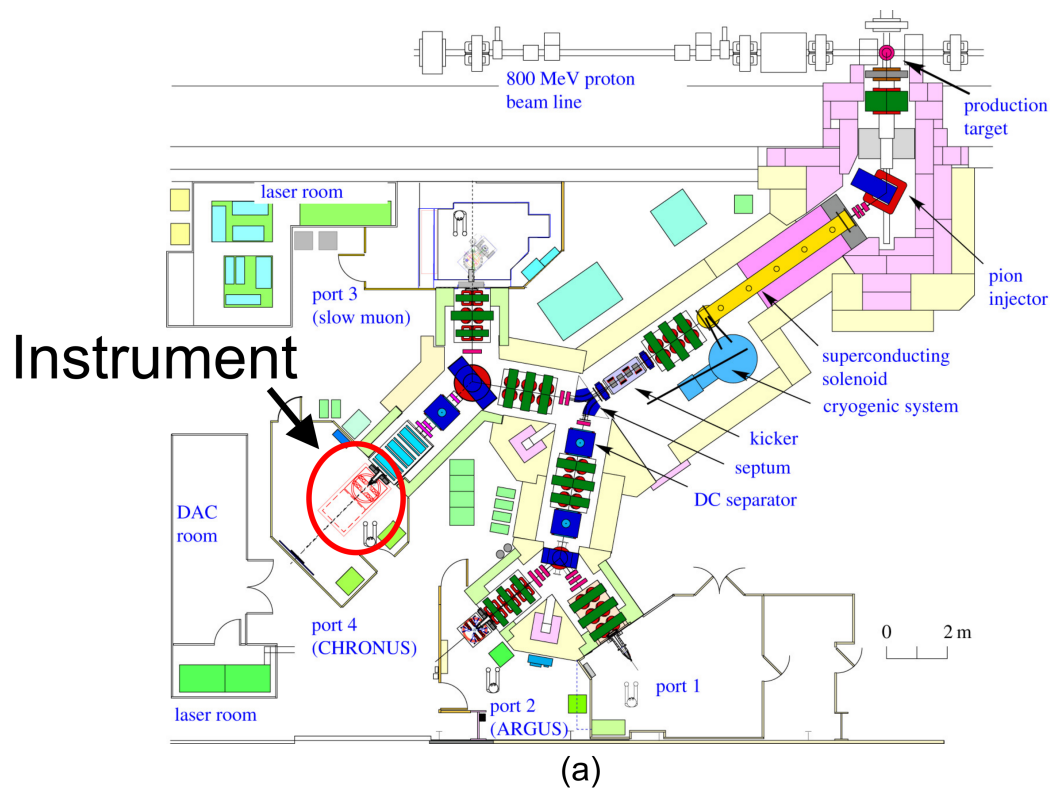 800 MeV proton
beam line
production
target
laser room
pion
injector
port 3
(slow muon)
Instrument
superconducting
solenoid
cryogenic system
kicker
septum
DC separator
DAC
room
port 4
(CHRONUS)
0 2 m
port 1
laser room
port 2
(ARGUS)
(a)